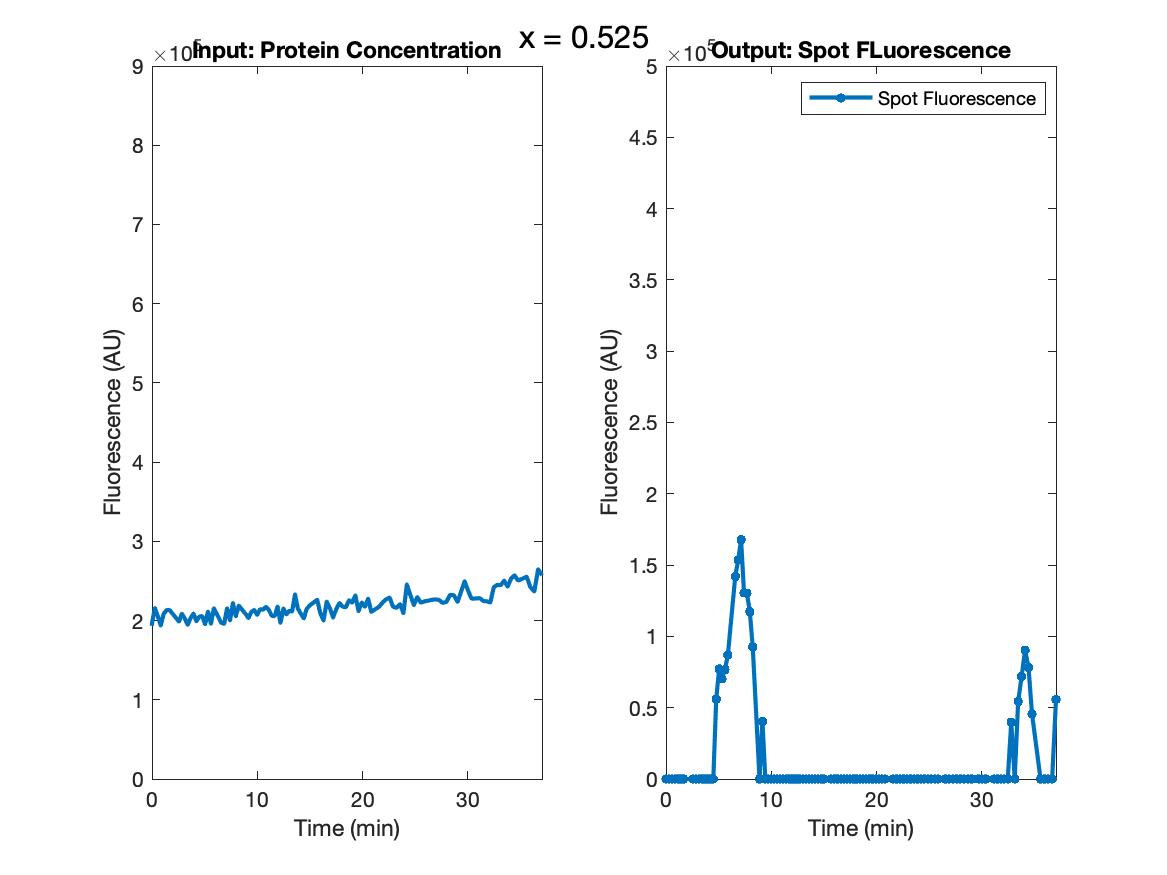 x = 0.525
×10⁵
Input: Protein Concentration
9
8
7
6
5
4
3
2
1
0
Fluorescence (AU)
0 10 20 30
Time (min)
×10⁵
Output: Spot FLuorescence
Spot Fluorescence
5
4.5
4
3.5
3
2.5
2
1.5
1
0.5
0
Fluorescence (AU)
0 10 20 30
Time (min)